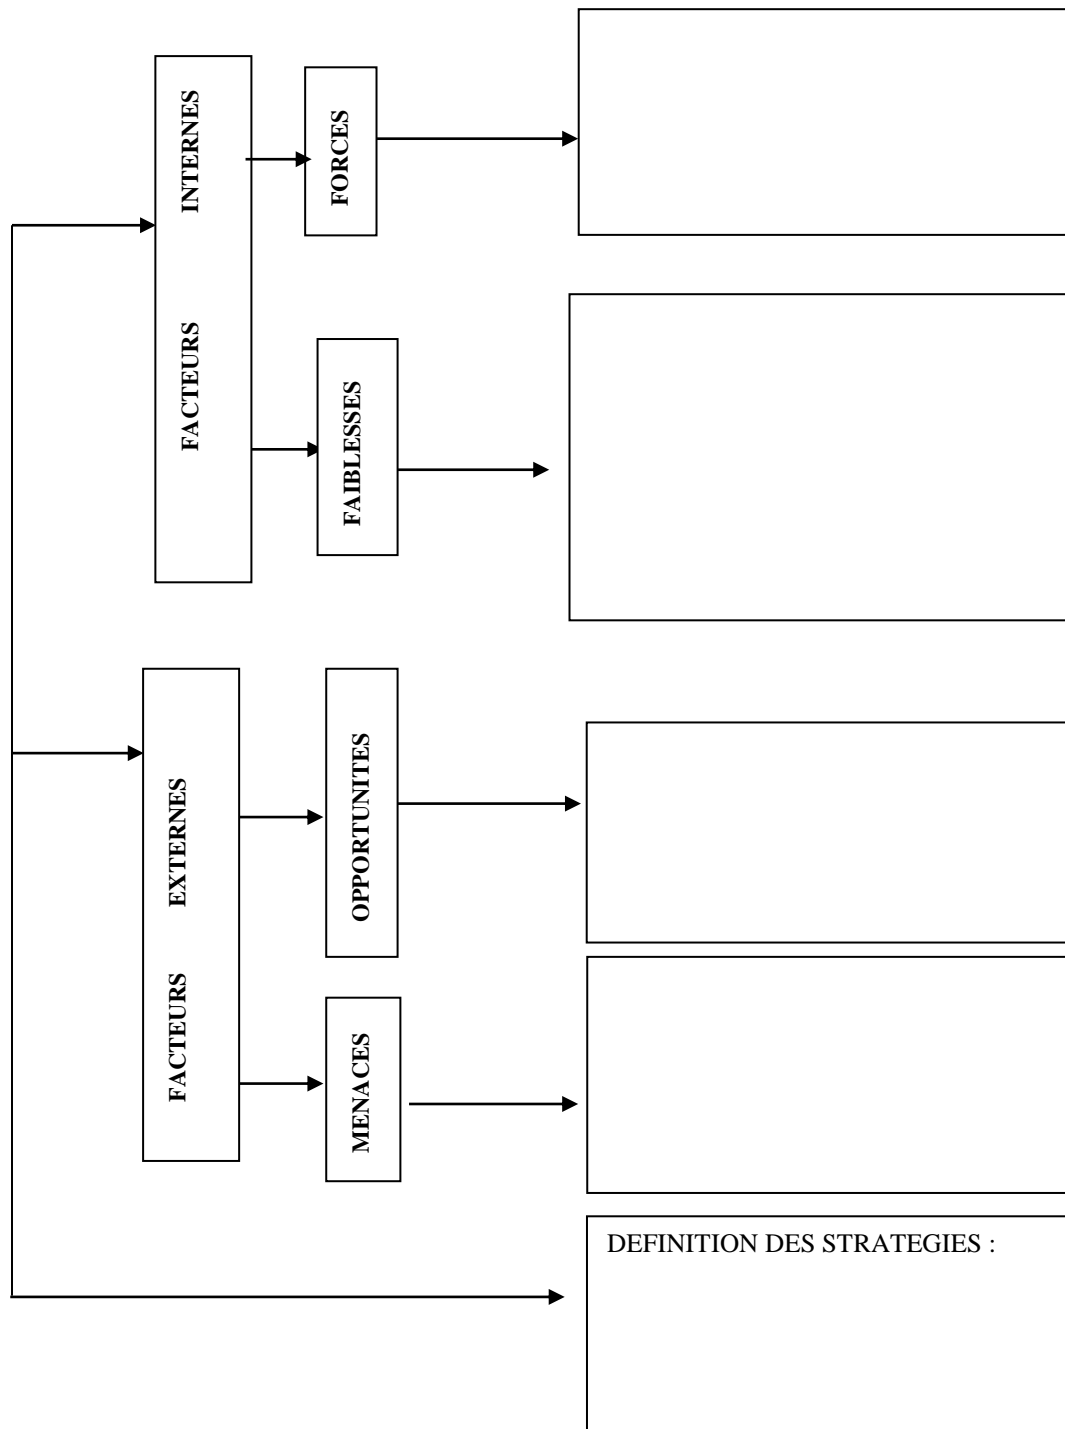 FACTEURS INTERNES
FORCES
FAIBLESSES
FACTEURS EXTERNES
OPPORTUNITES
MENACES
DEFINITION DES STRATEGIES :